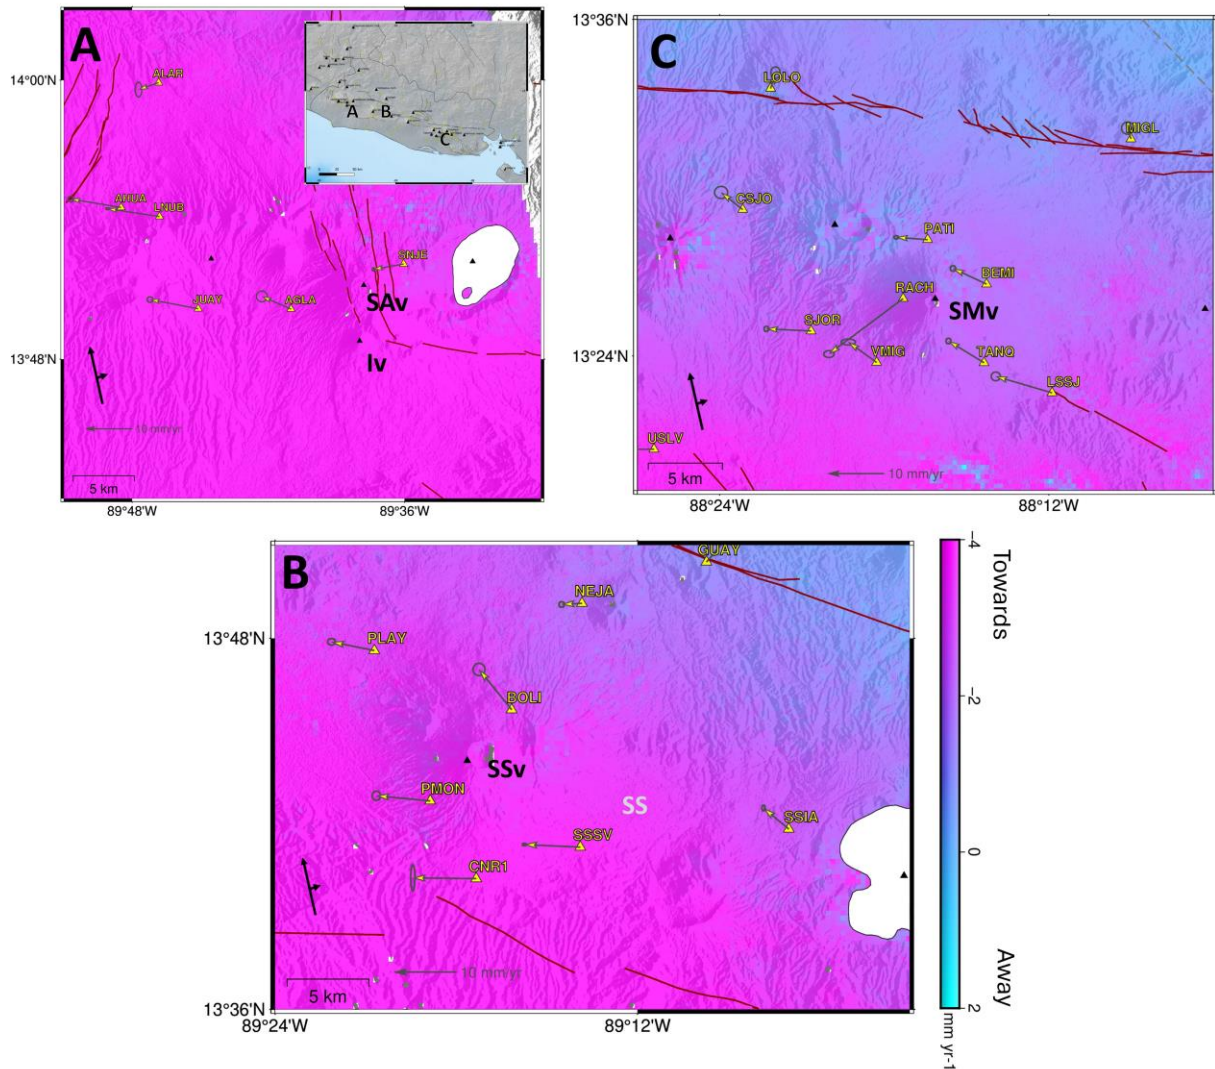 A
14°00'N
13°48'N
ALAR
AHUA
LNUB
JUAY
AGLA
SNJE
SAv
Iv
10 mm/yr
5 km
89°48'W
89°36'W
A
B
C
C
13°36'N
13°24'N
LOLO
MIGL
CSJO
PATI
BEMI
RACH
SMv
SJOR
VMIG
TANQ
LSSJ
USLV
5 km
10 mm/yr
88°24'W
88°12'W
B
13°48'N
13°36'N
GUAY
NEJA
PLAY
BOLI
SSv
PMON
SS
SSIA
SSSV
CNR1
10 mm/yr
5 km
89°24'W
89°12'W
Towards
Away
-4
-2
0
2
mm yr-1